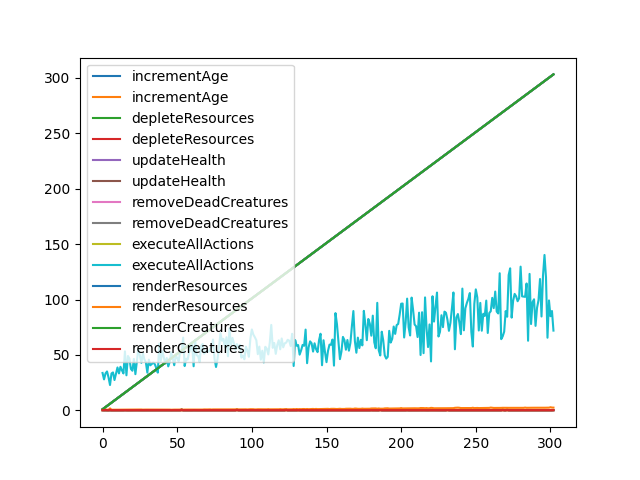 300
250
200
150
100
50
0
incrementAge
incrementAge
depleteResources
depleteResources
updateHealth
updateHealth
removeDeadCreatures
removeDeadCreatures
executeAllActions
executeAllActions
renderResources
renderResources
renderCreatures
renderCreatures
0 50 100 150 200 250 300